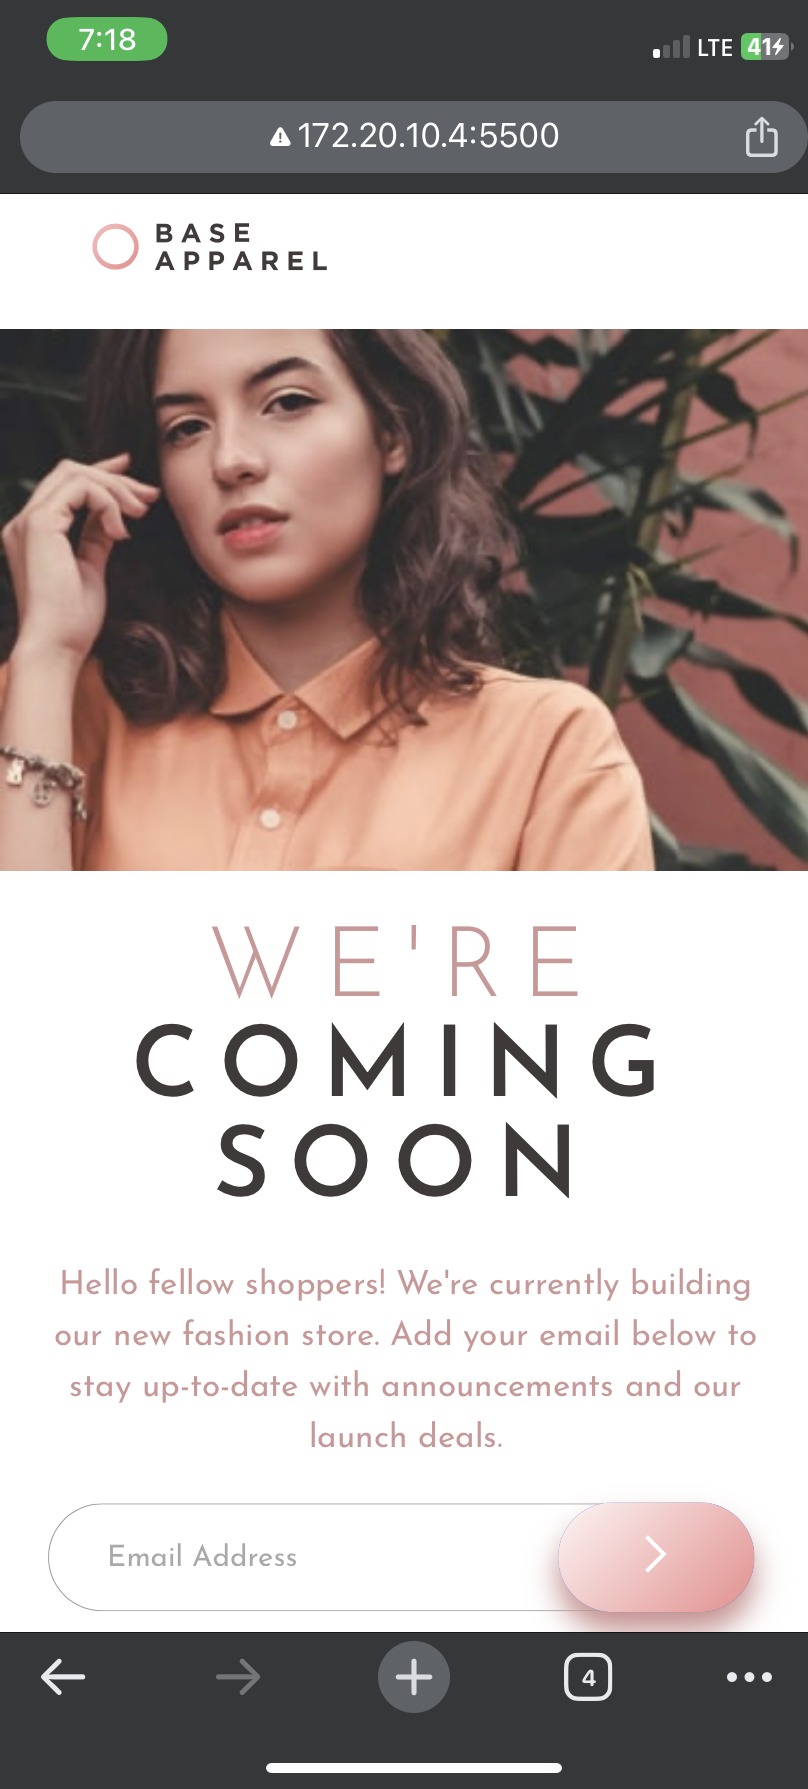 7:18
LTE 41
172.20.10.4:5500
BASE
APPAREL
WE'RE
COMING
SOON
Hello fellow shoppers! We're currently building
our new fashion store. Add your email below to
stay up-to-date with announcements and our
launch deals.
Email Address
4